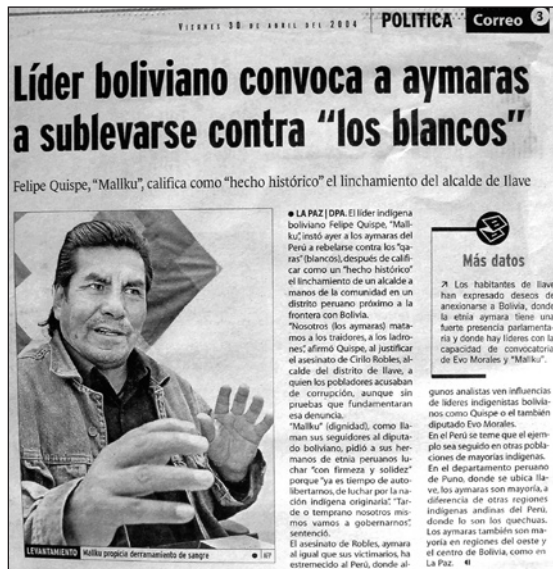 VIERNES 30 DE ABRIL DEL 2004
POLITICA
Correo 3
Líder boliviano convoca a aymaras
a sublevarse contra “los blancos”
Felipe Quispe, “Mallku”, califica como “hecho histórico” el linchamiento del alcalde de Ilave
LEVANTAMIENTO Mallku propicia derramamiento de sangre
● LA PAZ | DPA. El líder indígena
boliviano Felipe Quispe, “Mall-
ku”, instó ayer a los aymaras del
Perú a rebelarse contra los “qa-
ras” (blancos), después de califi-
car como un “hecho histórico”
el linchamiento de un alcalde a
manos de la comunidad en un
distrito peruano próximo a la
frontera con Bolivia.
“Nosotros (los aymaras) mata-
mos a los traidores, a los ladro-
nes”, afirmó Quispe, al justificar
el asesinato de Cirilo Robles, al-
calde del distrito de Ilave, a
quien los pobladores acusaban
de corrupción, aunque sin
pruebas que fundamentaran
esa denuncia.
“Mallku” (dignidad), como lla-
man sus seguidores al diputa-
do boliviano, pidió a sus her-
manos de etnia peruanos lu-
char “con firmeza y solidez”
porque “ya es tiempo de auto-
libertarnos, de luchar por la na-
ción indígena originaria”. “Tar-
de o temprano nosotros mis-
mos vamos a gobernarnos”,
sentenció.
El asesinato de Robles, aymara
al igual que sus victimarios, ha
estremecido al Perú, donde al-
Más datos
↗ Los habitantes de Ilave
han expresado deseos de
anexionarse a Bolivia, donde
la etnia aymara tiene una
fuerte presencia parlamenta-
ria y donde hay líderes con la
capacidad de convocatoria
de Evo Morales y “Mallku”.
gunos analistas ven influencias
de líderes indigenistas bolivia-
nos como Quispe o el también
diputado Evo Morales.
En el Perú se teme que el ejem-
plo sea seguido en otras pobla-
ciones de mayorías indígenas.
En el departamento peruano
de Puno, donde se ubica Ila-
ve, los aymaras son mayoría, a
diferencia de otras regiones
indígenas andinas del Perú,
donde lo son los quechuas.
Los aymaras también son ma-
yoría en regiones del oeste y
el centro de Bolivia, como en
La Paz.